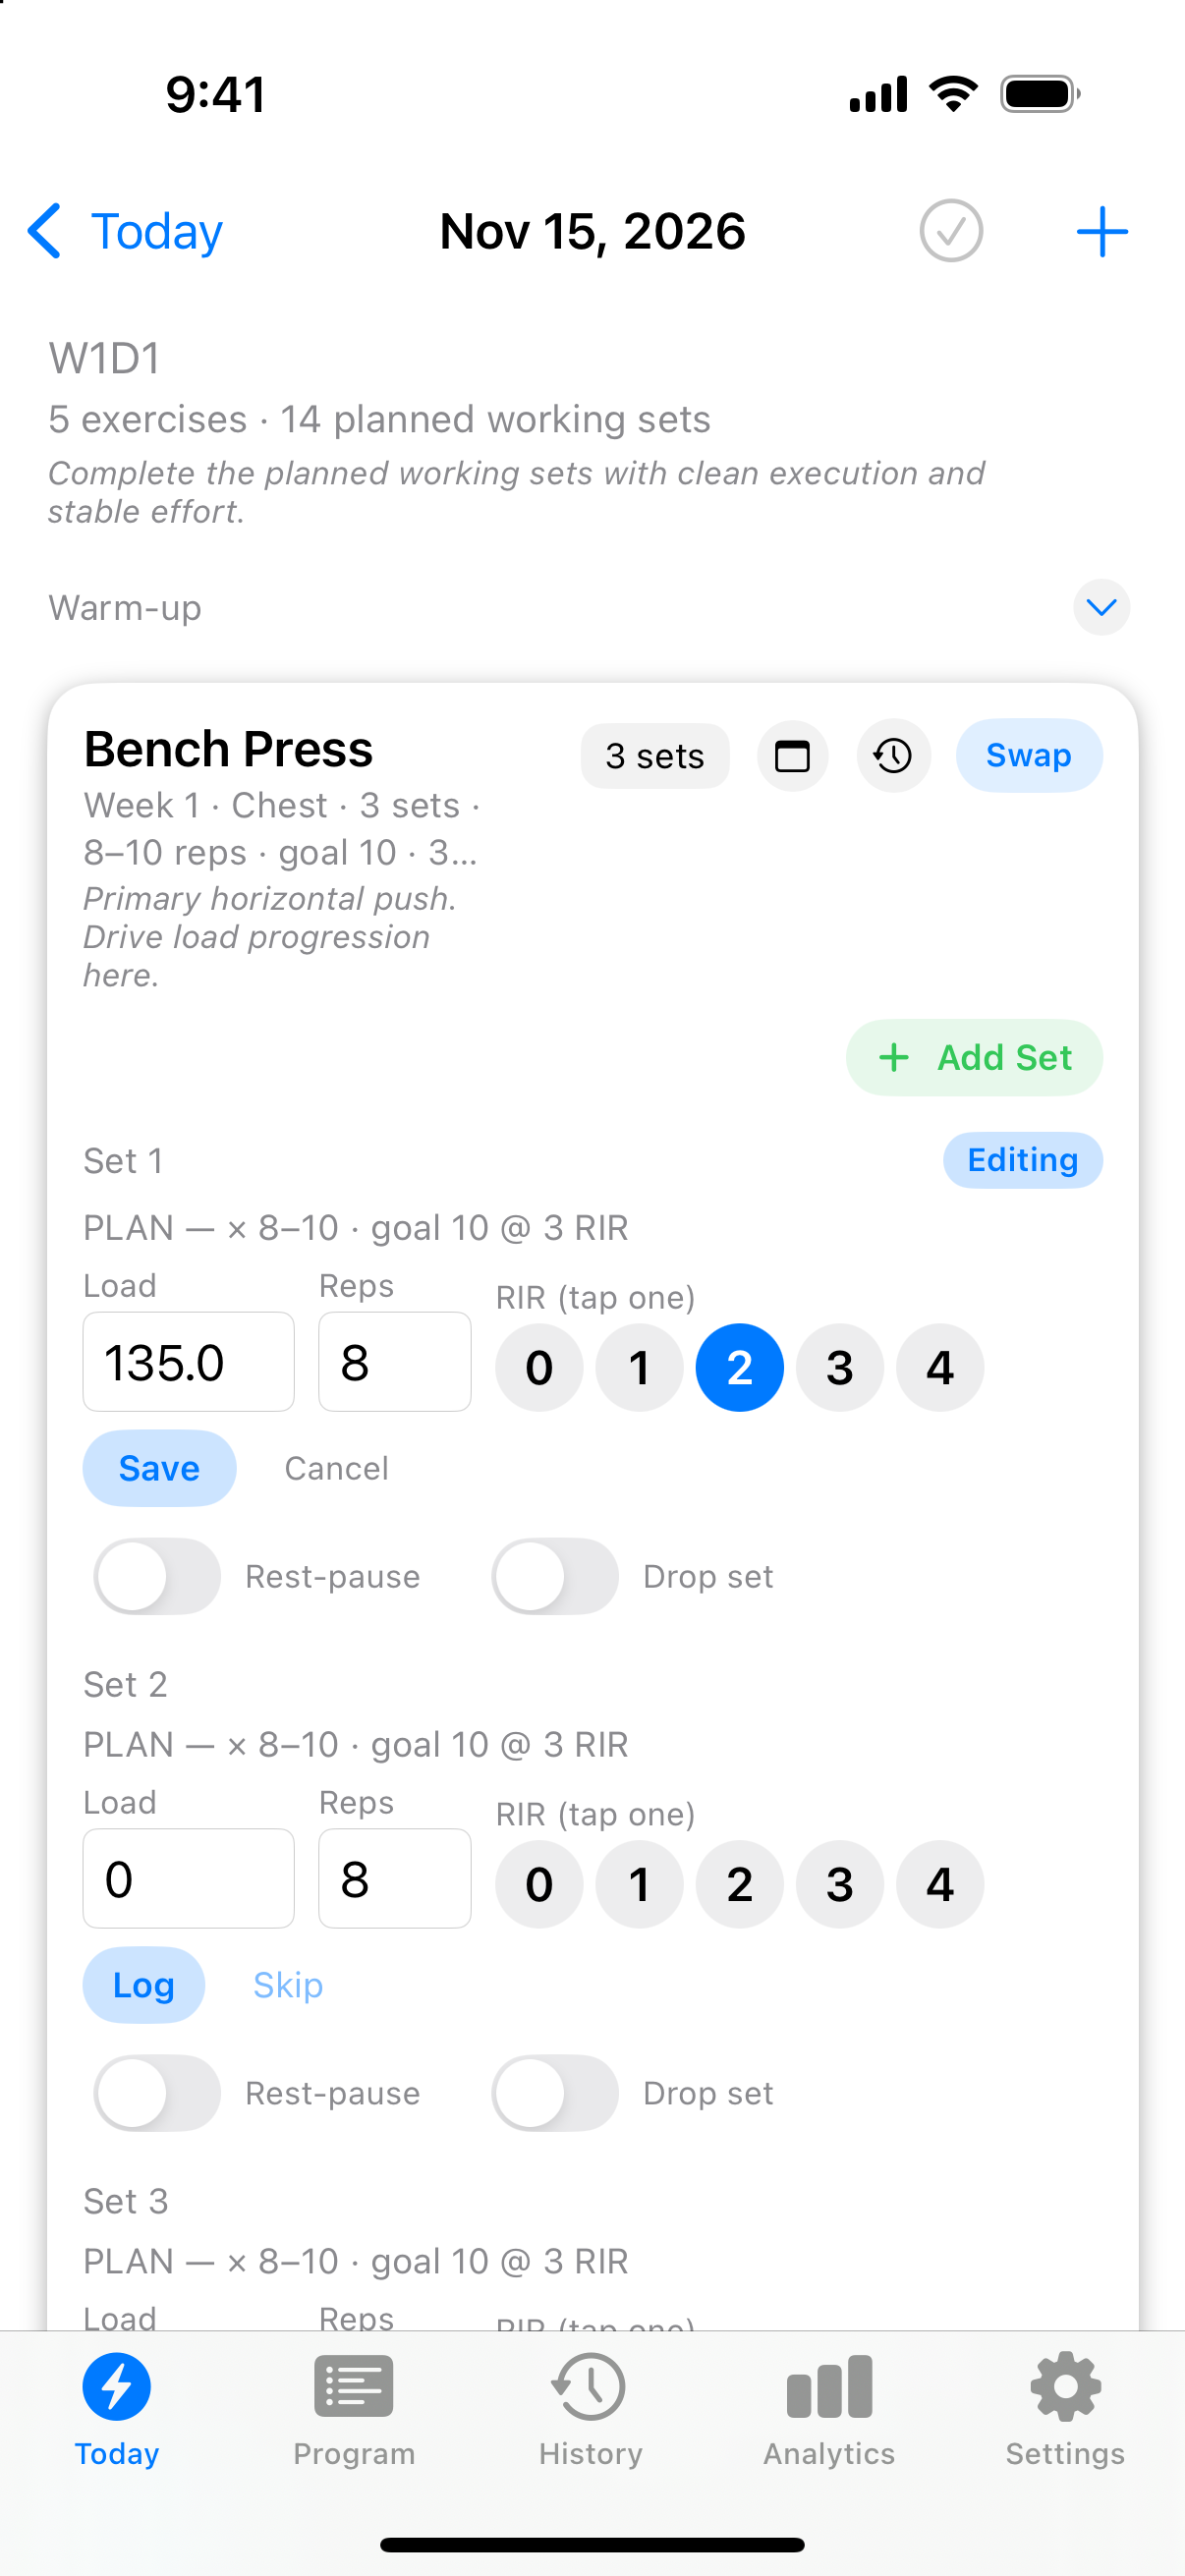 9:41
Today
Nov 15, 2026
W1D1
5 exercises · 14 planned working sets
Complete the planned working sets with clean execution and
stable effort.
Warm-up
Bench Press
3 sets
Swap
Week 1 · Chest · 3 sets ·
8–10 reps · goal 10 · 3...
Primary horizontal push.
Drive load progression
here.
+ Add Set
Set 1
Editing
PLAN — × 8–10 · goal 10 @ 3 RIR
Load Reps RIR (tap one)
135.0 8 0 1 2 3 4
Save Cancel
Rest-pause Drop set
Set 2
PLAN — × 8–10 · goal 10 @ 3 RIR
Load Reps RIR (tap one)
0 8 0 1 2 3 4
Log Skip
Rest-pause Drop set
Set 3
PLAN — × 8–10 · goal 10 @ 3 RIR
Load Reps RIR (tap one)
Today Program History Analytics Settings